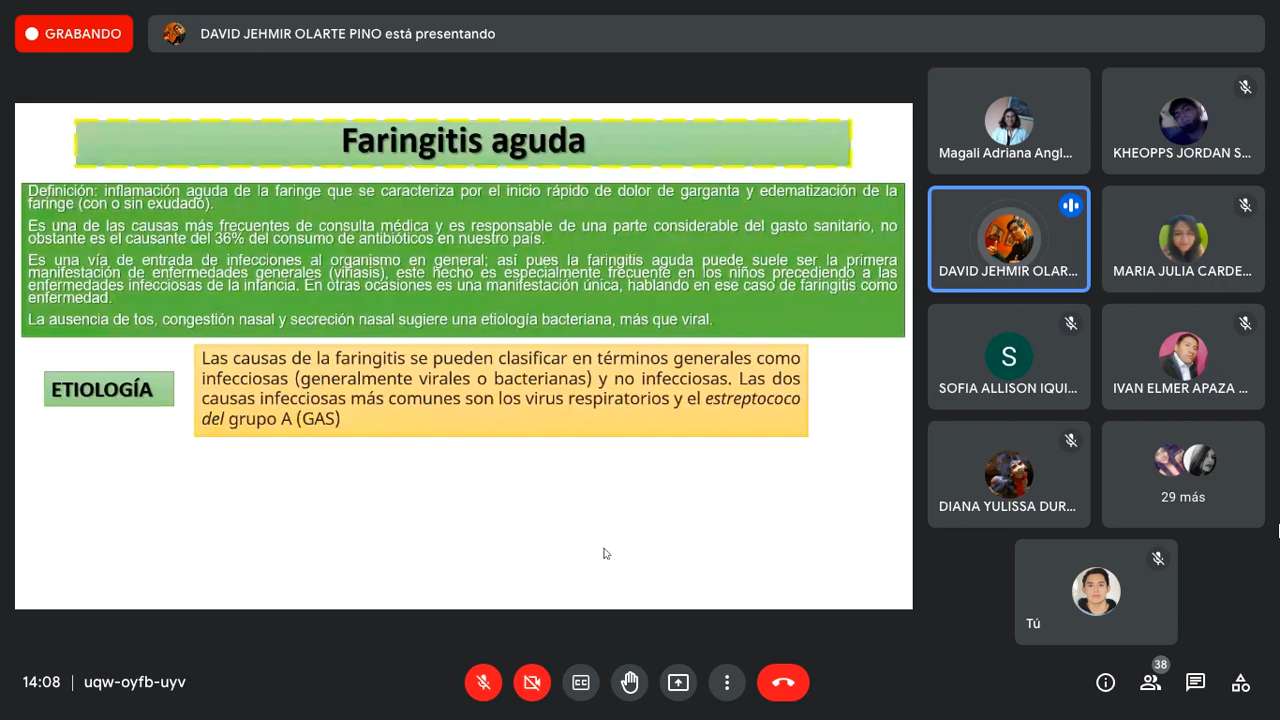 GRABANDO
DAVID JEHMIR OLARTE PINO está presentando
Faringitis aguda
Definición: inflamación aguda de la faringe que se caracteriza por el inicio rápido de dolor de garganta y edematización de la
faringe (con o sin exudado).
Es una de las causas más frecuentes de consulta médica y es responsable de una parte considerable del gasto sanitario, no
obstante es el causante del 36% del consumo de antibióticos en nuestro país.
Es una vía de entrada de infecciones al organismo en general; así pues la faringitis aguda puede suele ser la primera
manifestación de enfermedades generales (viriasis), este hecho es especialmente frecuente en los niños precediendo a las
enfermedades infecciosas de la infancia. En otras ocasiones es una manifestación única, hablando en ese caso de faringitis como
enfermedad.
La ausencia de tos, congestión nasal y secreción nasal sugiere una etiología bacteriana, más que viral.
ETIOLOGÍA
Las causas de la faringitis se pueden clasificar en términos generales como
infecciosas (generalmente virales o bacterianas) y no infecciosas. Las dos
causas infecciosas más comunes son los virus respiratorios y el estreptococo
del grupo A (GAS)
Magali Adriana Angl...
KHEOPPS JORDAN S...
DAVID JEHMIR OLAR...
MARIA JULIA CARDE...
S
SOFIA ALLISON IQUI...
IVAN ELMER APAZA ...
DIANA YULISSA DUR...
29 más
Tú
14:08 | uqw-oyfb-uyv
CC
38